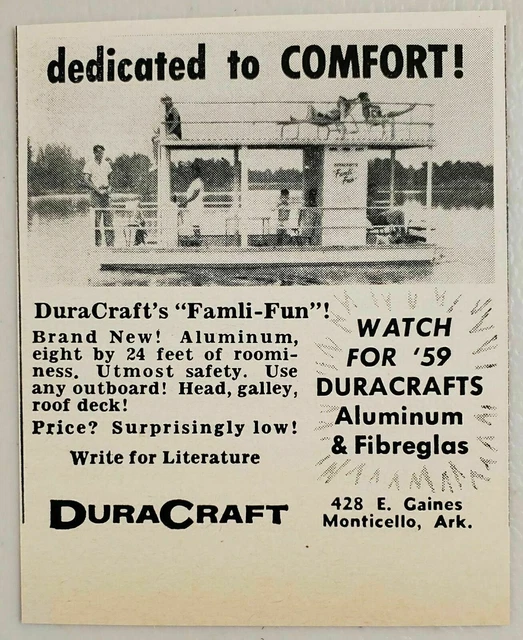 dedicated to COMFORT!
Famli-
Fun
DuraCraft's "Famli-Fun"!
Brand New! Aluminum,
eight by 24 feet of roomi-
ness. Utmost safety. Use
any outboard! Head, galley,
roof deck!
Price? Surprisingly low!
Write for Literature
DURACRAFT
WATCH
FOR '59
DURACRAFTS
Aluminum
& Fibreglas
428 E. Gaines
Monticello, Ark.